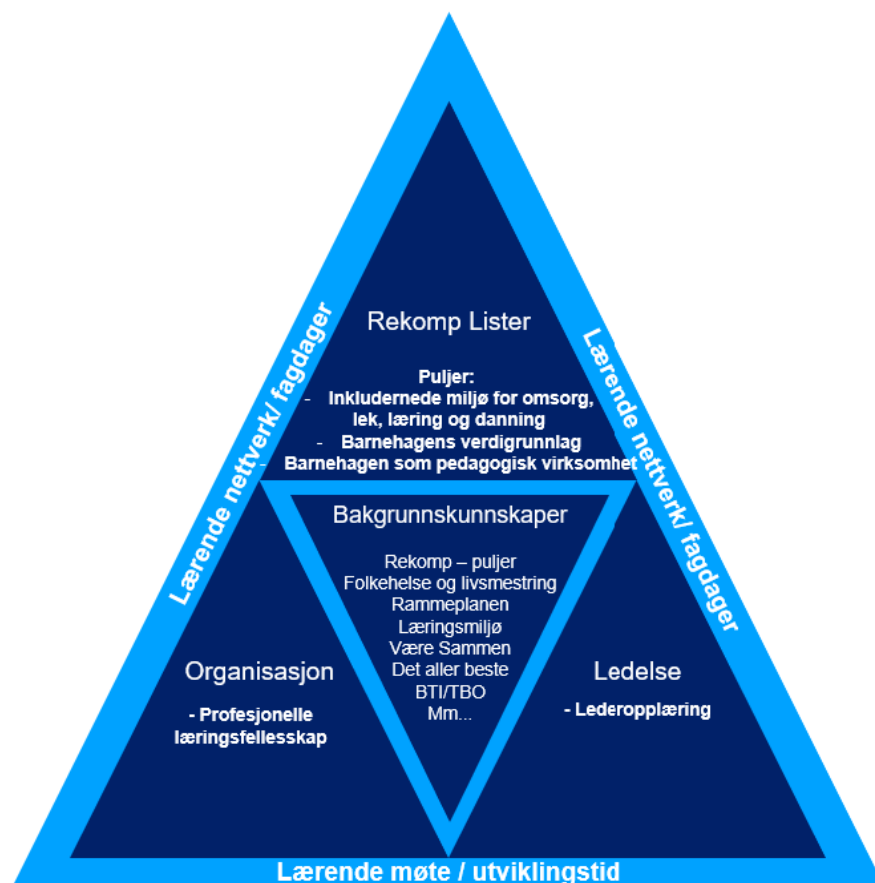 Rekomp Lister
Puljer:
- Inkludernede miljø for omsorg,
lek, læring og danning
- Barnehagens verdigrunnlag
- Barnehagen som pedagogisk virksomhet
Lærende nettverk/ fagdager
Lærende nettverk/ fagdager
Bakgrunnskunnskaper
Rekomp – puljer
Folkehelse og livsmestring
Rammeplanen
Læringsmiljø
Være Sammen
Det aller beste
BTI/TBO
Mm...
Organisasjon
- Profesjonelle
læringsfellesskap
Ledelse
- Lederopplæring
Lærende møte / utviklingstid